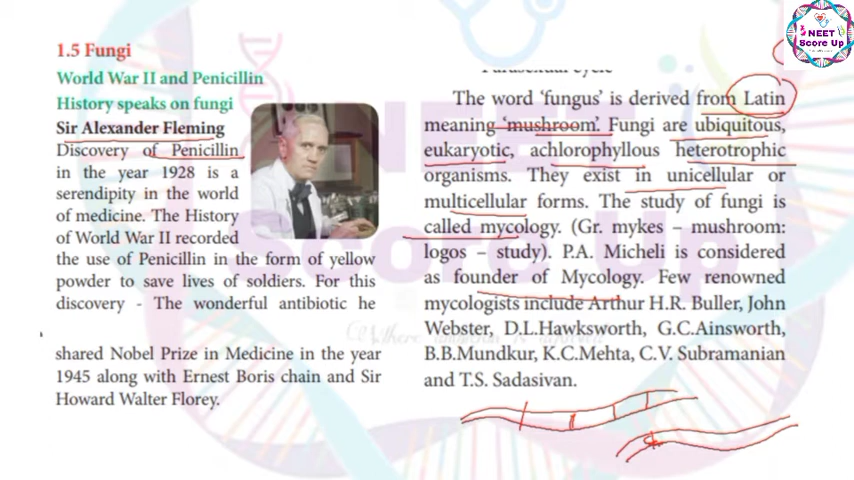 NEET
Score Up
1.5 Fungi
World War II and Penicillin
History speaks on fungi
Sir Alexander Fleming
Discovery of Penicillin
in the year 1928 is a
serendipity in the world
of medicine. The History
of World War II recorded
the use of Penicillin in the form of yellow
powder to save lives of soldiers. For this
discovery - The wonderful antibiotic he
shared Nobel Prize in Medicine in the year
1945 along with Ernest Boris chain and Sir
Howard Walter Florey.
The word ‘fungus’ is derived from Latin
meaning ‘mushroom’. Fungi are ubiquitous,
eukaryotic, achlorophyllous heterotrophic
organisms. They exist in unicellular or
multicellular forms. The study of fungi is
called mycology. (Gr. mykes – mushroom:
logos – study). P.A. Micheli is considered
as founder of Mycology. Few renowned
mycologists include Arthur H.R. Buller, John
Webster, D.L.Hawksworth, G.C.Ainsworth,
B.B.Mundkur, K.C.Mehta, C.V. Subramanian
and T.S. Sadasivan.
NEET
Score Up